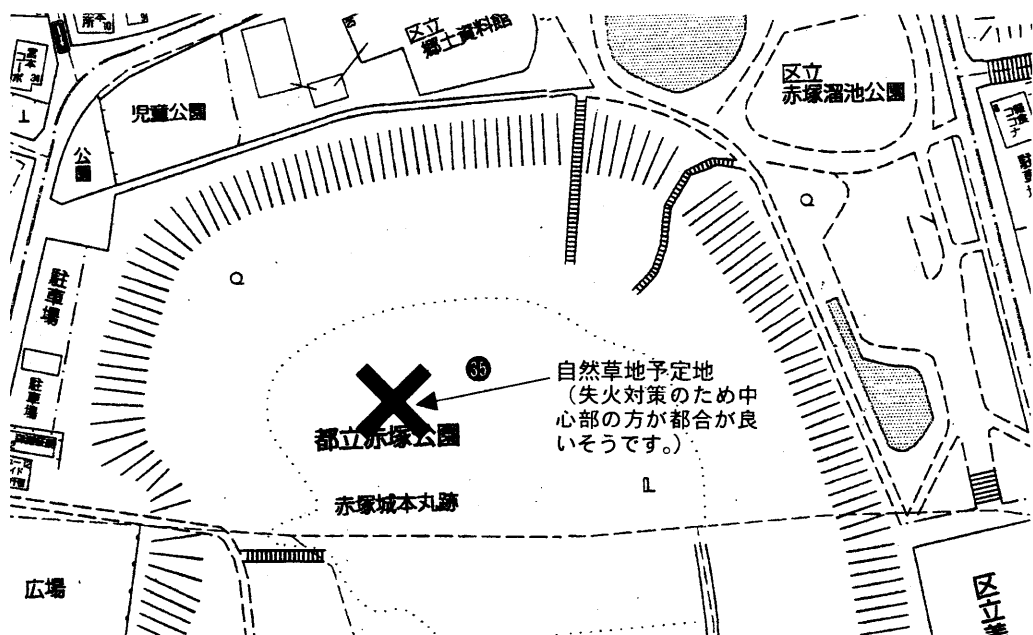 区立
郷土資料館
区立
赤塚溜池公園
児童公園
公園
駐車場
駐車場
35
自然草地予定地
（失火対策のため中
心部の方が都合が良
いそうです。）
都立赤塚公園
赤塚城本丸跡
広場